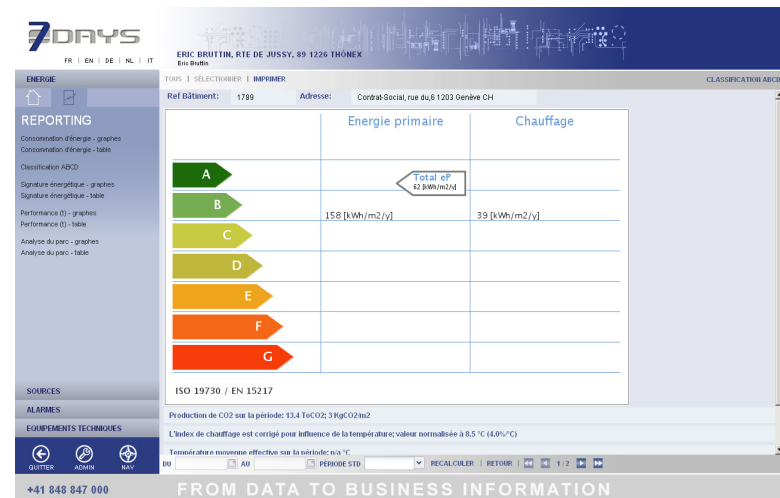 7DAYS
FR | EN | DE | NL | IT
ERIC BRUTTIN, RTE DE JUSSY, 89 1226 THÔNEX
Eric Bruttin
ENERGIE
TOUS | SÉLECTIONNER | IMPRIMER
CLASSIFICATION ABCD
Ref Bâtiment: 1789 Adresse: Contrat-Social, rue du,6 1203 Genève CH
REPORTING
Consommation d'énergie - graphes
Consommation d'énergie - table
Classification ABCD
Signature énergétique - graphes
Signature énergétique - table
Performance (t) - graphes
Performance (t) - table
Analyse du parc - graphes
Analyse du parc - table
Energie primaire Chauffage
A
Total eP
62 [kWh/m2/y]
B
158 [kWh/m2/y] 39 [kWh/m2/y]
C
D
E
F
G
ISO 19730 / EN 15217
SOURCES
ALARMES
EQUIPEMENTS TECHNIQUES
Production de CO2 sur la période: 13.4 ToCO2; 3 KgCO2/m2
L'index de chauffage est corrigé pour influence de la température; valeur normalisée à 8.5 °C (4.0%/°C)
Température moyenne effective sur la période: n/a °C
QUITTER ADMIN NAV
DU AU PÉRIODE STD RECALCULER | RETOUR | 1/2
+41 848 847 000
FROM DATA TO BUSINESS INFORMATION